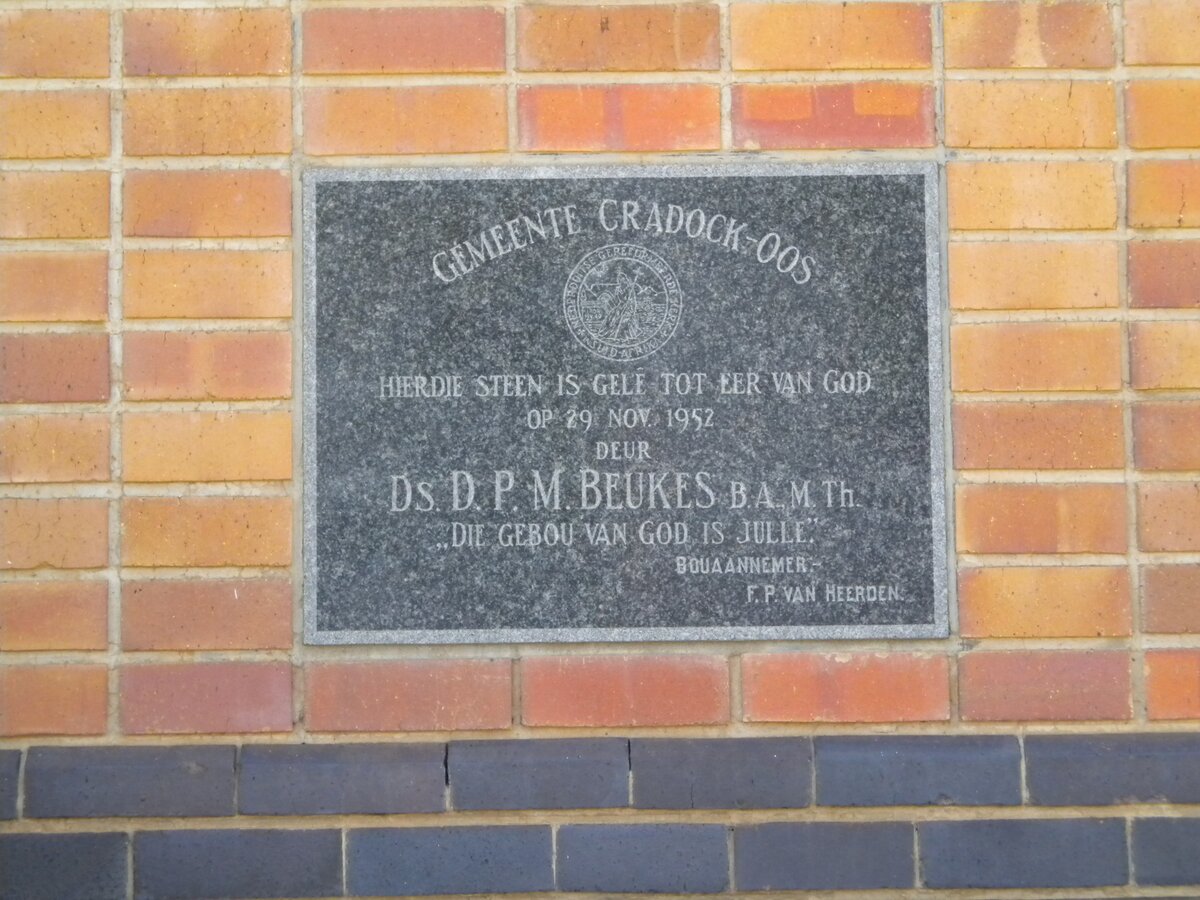 GEMEENTE CRADOCK-OOS
HIERDIE STEEN IS GELÊ TOT EER VAN GOD
OP 29 NOV. 1952
DEUR
DS. D. P. M. BEUKES B.A., M. TH.
„DIE GEBOU VAN GOD IS JULLE."
BOUAANNEMER:-
F. P. VAN HEERDEN.